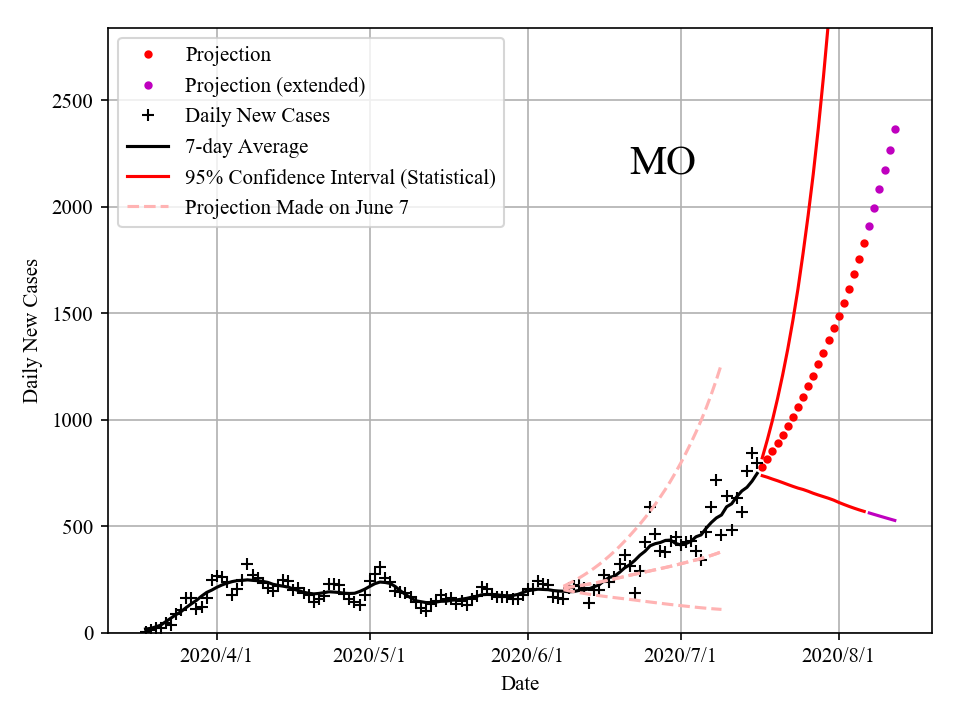 Projection
Projection (extended)
Daily New Cases
7-day Average
95% Confidence Interval (Statistical)
Projection Made on June 7
MO
2500
2000
1500
1000
500
0
Daily New Cases
2020/4/1
2020/5/1
2020/6/1
2020/7/1
2020/8/1
Date